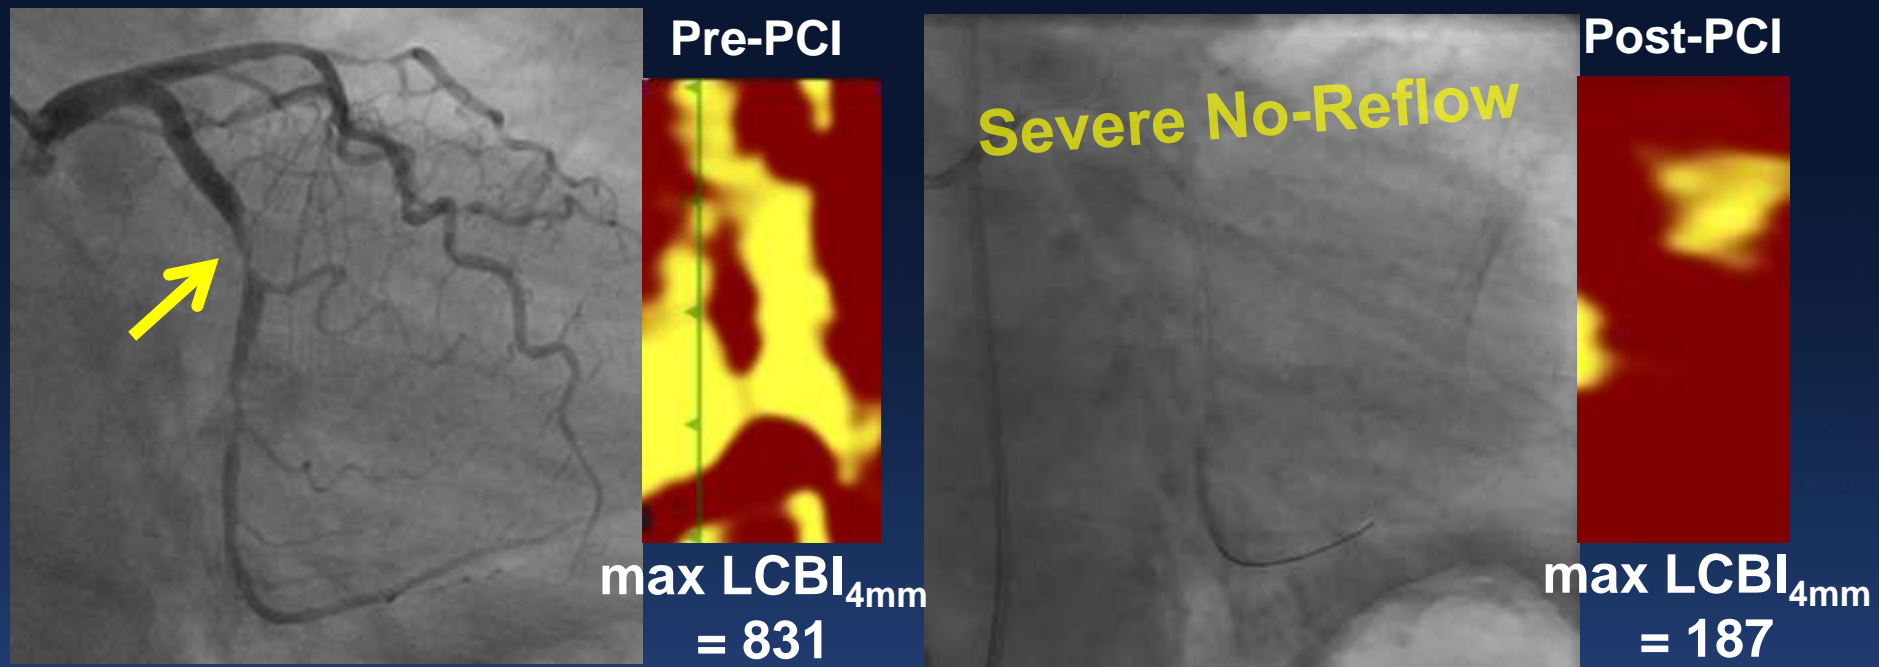 Pre-PCI
max LCBI4mm
= 831
Severe No-Reflow
Post-PCI
max LCBI4mm
= 187